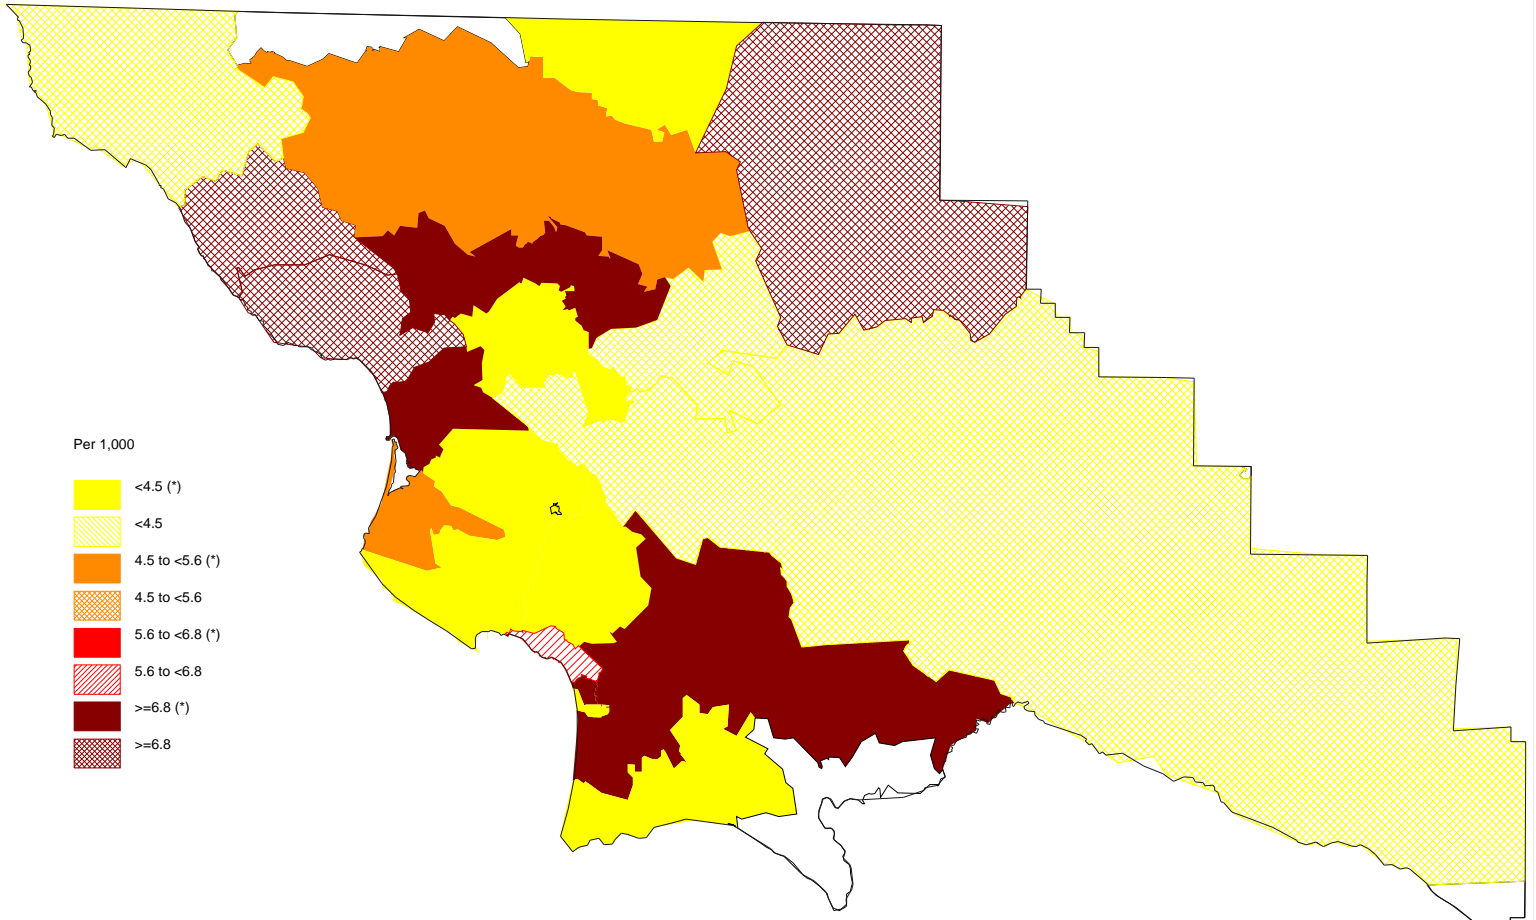 Per 1,000
<4.5 (*)
<4.5
4.5 to <5.6 (*)
4.5 to <5.6
5.6 to <6.8 (*)
5.6 to <6.8
>=6.8 (*)
>=6.8